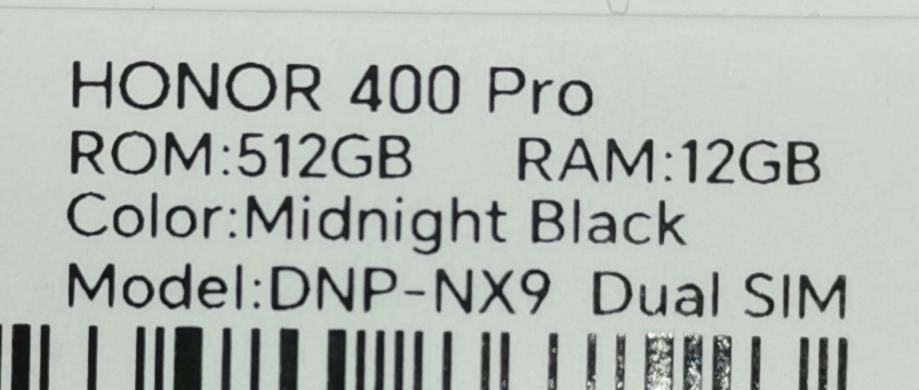 HONOR 400 Pro
ROM:512GB RAM:12GB
Color:Midnight Black
Model:DNP-NX9 Dual SIM